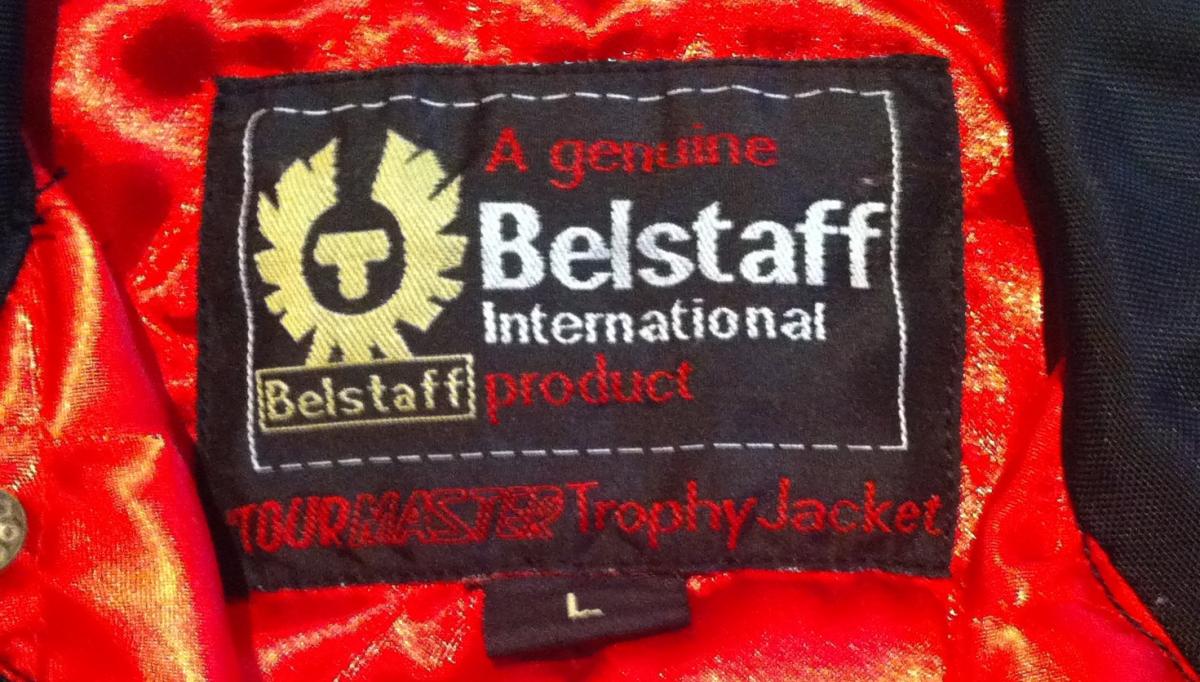 A genuine
Belstaff
International
product
T
Belstaff
TOURMASTER Trophy Jacket
L